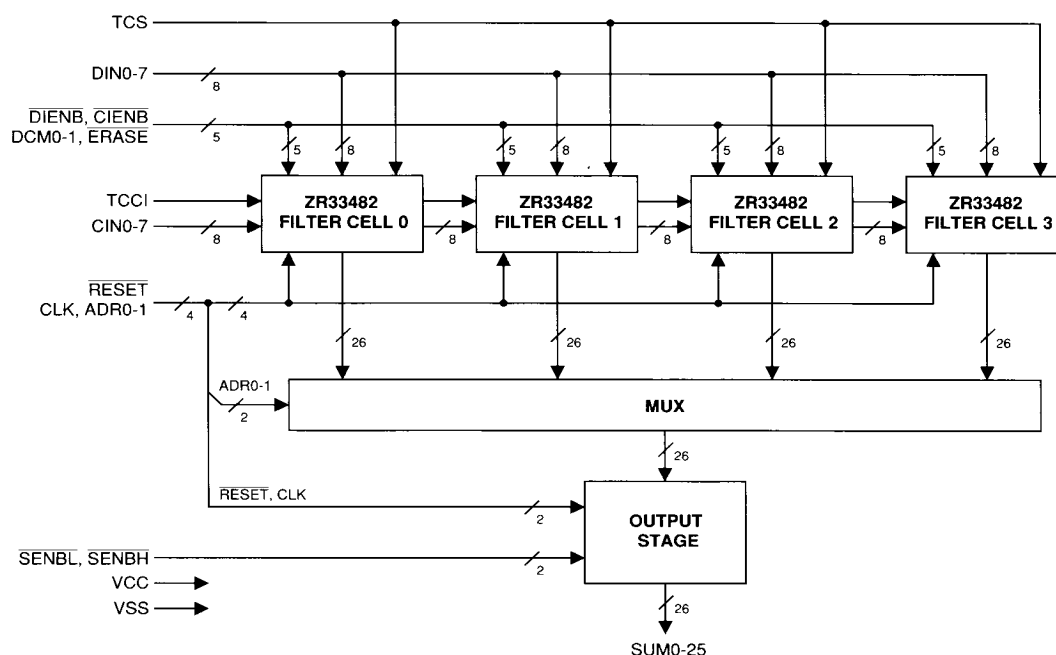 TCS
DIN0-7
8
DIENB, CIENB
DCM0-1, ERASE
5
5
8
5
8
5
8
5
8
TCCI
CIN0-7
8
ZR33482
FILTER CELL 0
8
ZR33482
FILTER CELL 1
8
ZR33482
FILTER CELL 2
8
ZR33482
FILTER CELL 3
RESET
CLK, ADR0-1
4
4
26
26
26
26
ADR0-1
2
MUX
26
RESET, CLK
2
OUTPUT
STAGE
SENBL, SENBH
2
VCC
VSS
26
SUM0-25